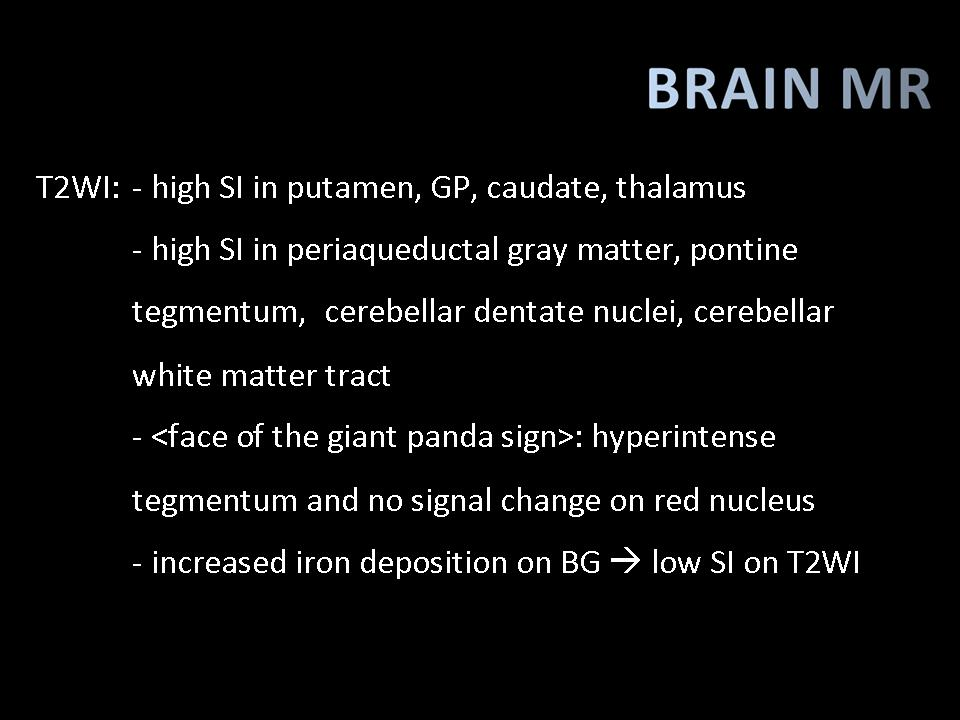 BRAIN MR
T2WI: - high SI in putamen, GP, caudate, thalamus
- high SI in periaqueductal gray matter, pontine
tegmentum, cerebellar dentate nuclei, cerebellar
white matter tract
- <face of the giant panda sign>: hyperintense
tegmentum and no signal change on red nucleus
- increased iron deposition on BG → low SI on T2WI